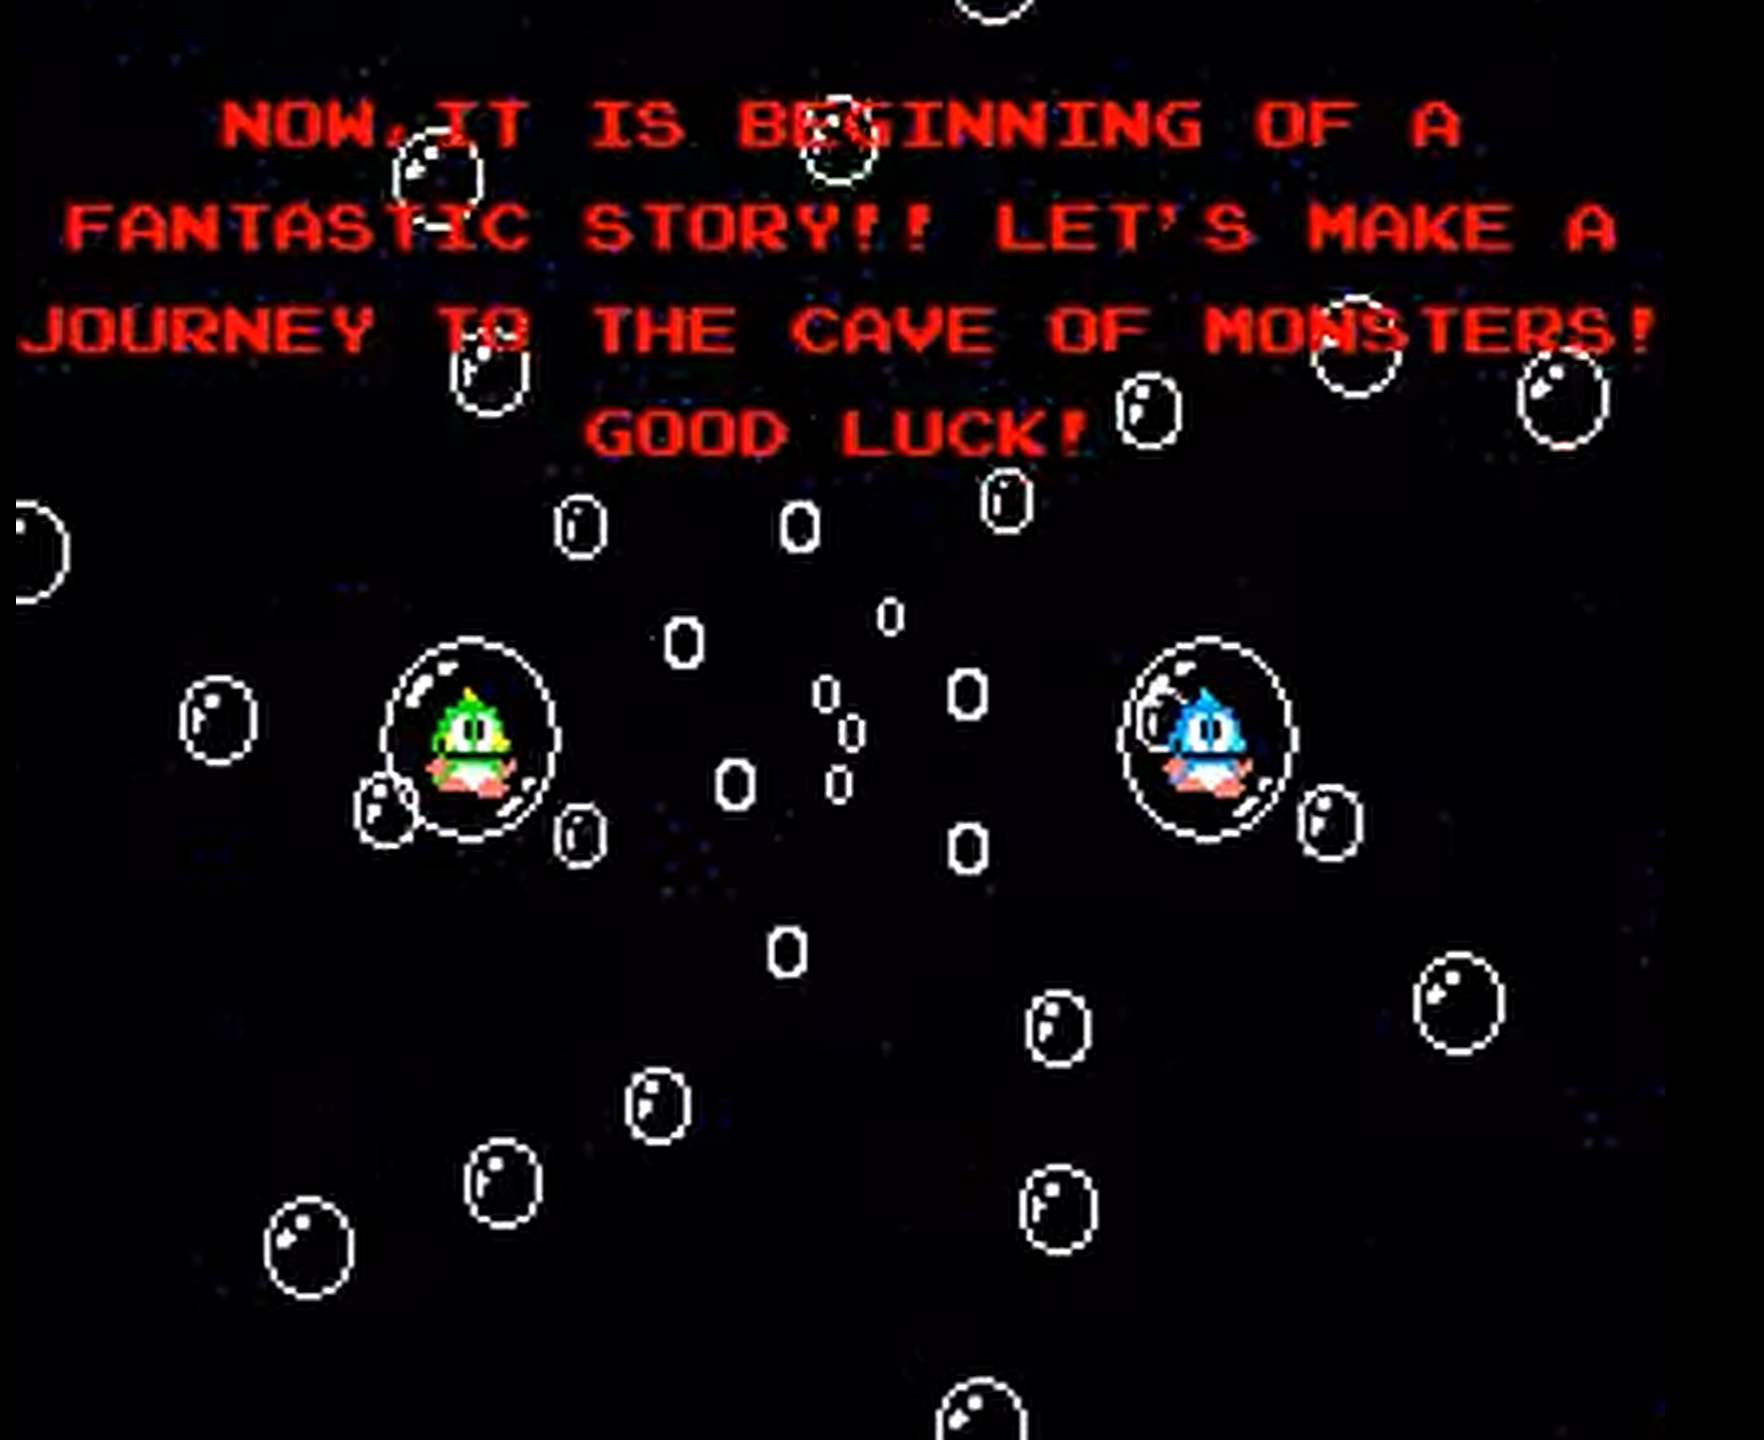 NOW,IT IS BEGINNING OF A
FANTASTIC STORY!! LET'S MAKE A
JOURNEY TO THE CAVE OF MONSTERS!
GOOD LUCK!